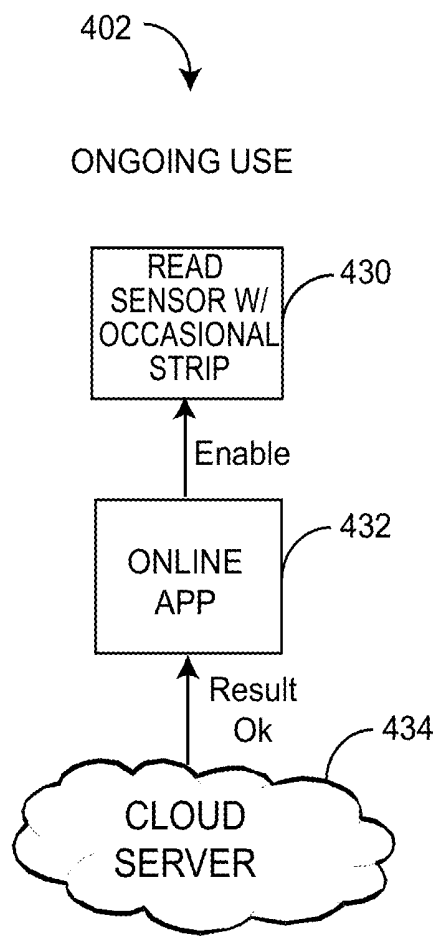 402
ONGOING USE
READ
SENSOR W/
OCCASIONAL
STRIP
430
Enable
ONLINE
APP
432
Result
Ok
434
CLOUD
SERVER